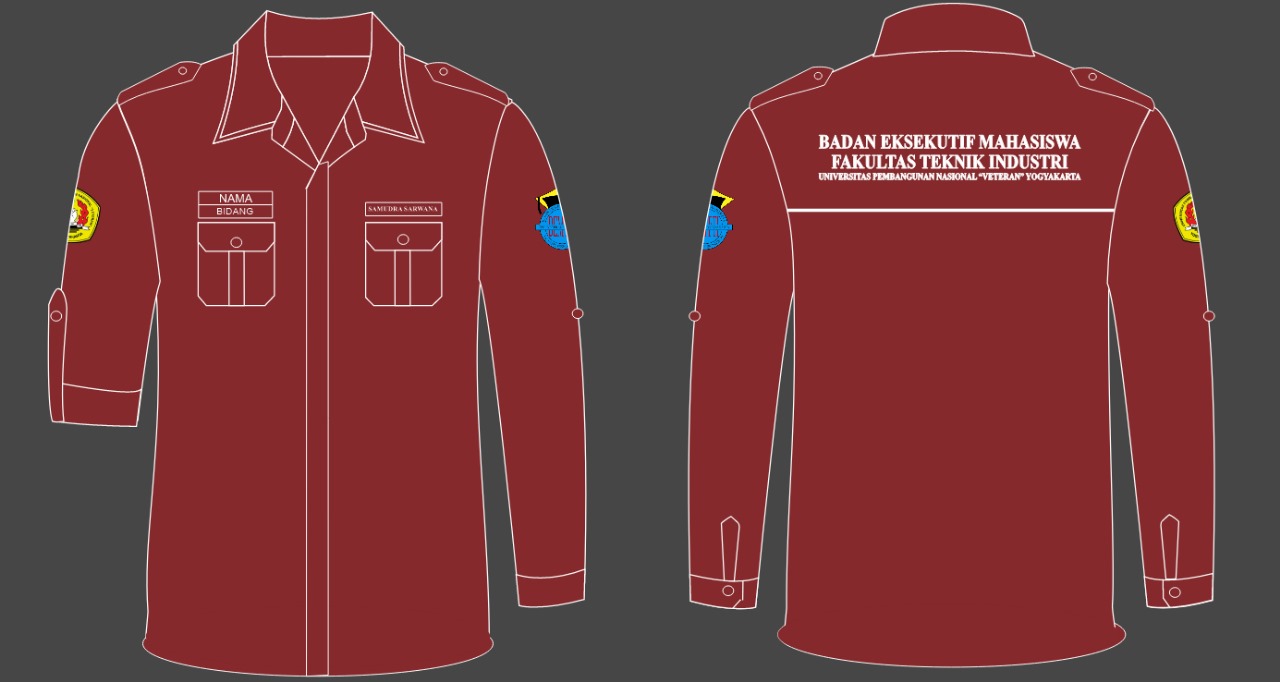 NAMA
BIDANG
SAMUDRA SARWANA
BADAN EKSEKUTIF MAHASISWA
FAKULTAS TEKNIK INDUSTRI
UNIVERSITAS PEMBANGUNAN NASIONAL “VETERAN” YOGYAKARTA